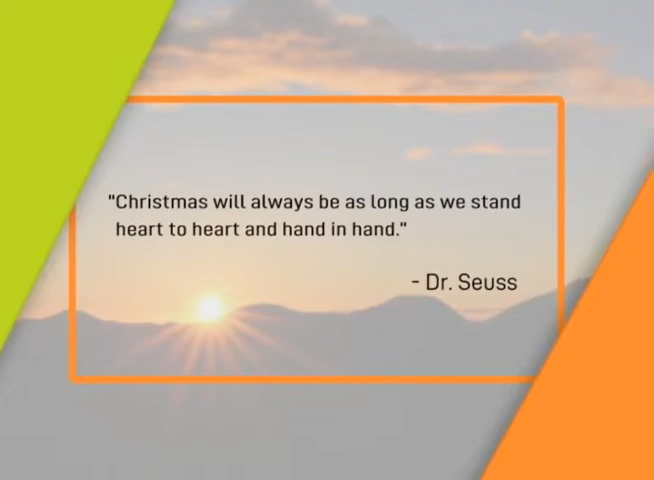 "Christmas will always be as long as we stand
heart to heart and hand in hand."
- Dr. Seuss